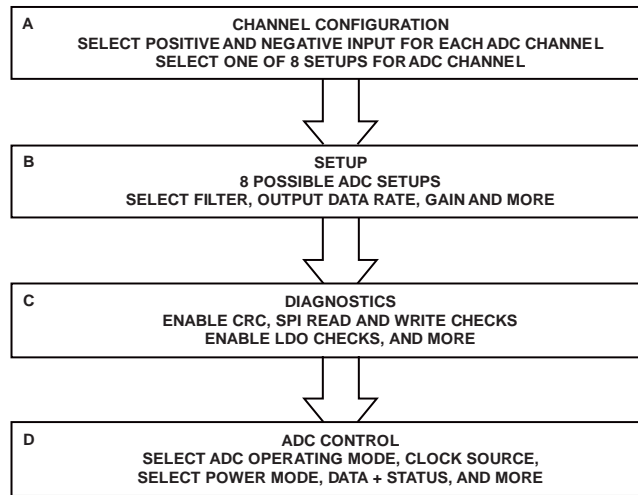 A
CHANNEL CONFIGURATION
SELECT POSITIVE AND NEGATIVE INPUT FOR EACH ADC CHANNEL
SELECT ONE OF 8 SETUPS FOR ADC CHANNEL
B
SETUP
8 POSSIBLE ADC SETUPS
SELECT FILTER, OUTPUT DATA RATE, GAIN AND MORE
C
DIAGNOSTICS
ENABLE CRC, SPI READ AND WRITE CHECKS
ENABLE LDO CHECKS, AND MORE
D
ADC CONTROL
SELECT ADC OPERATING MODE, CLOCK SOURCE,
SELECT POWER MODE, DATA + STATUS, AND MORE